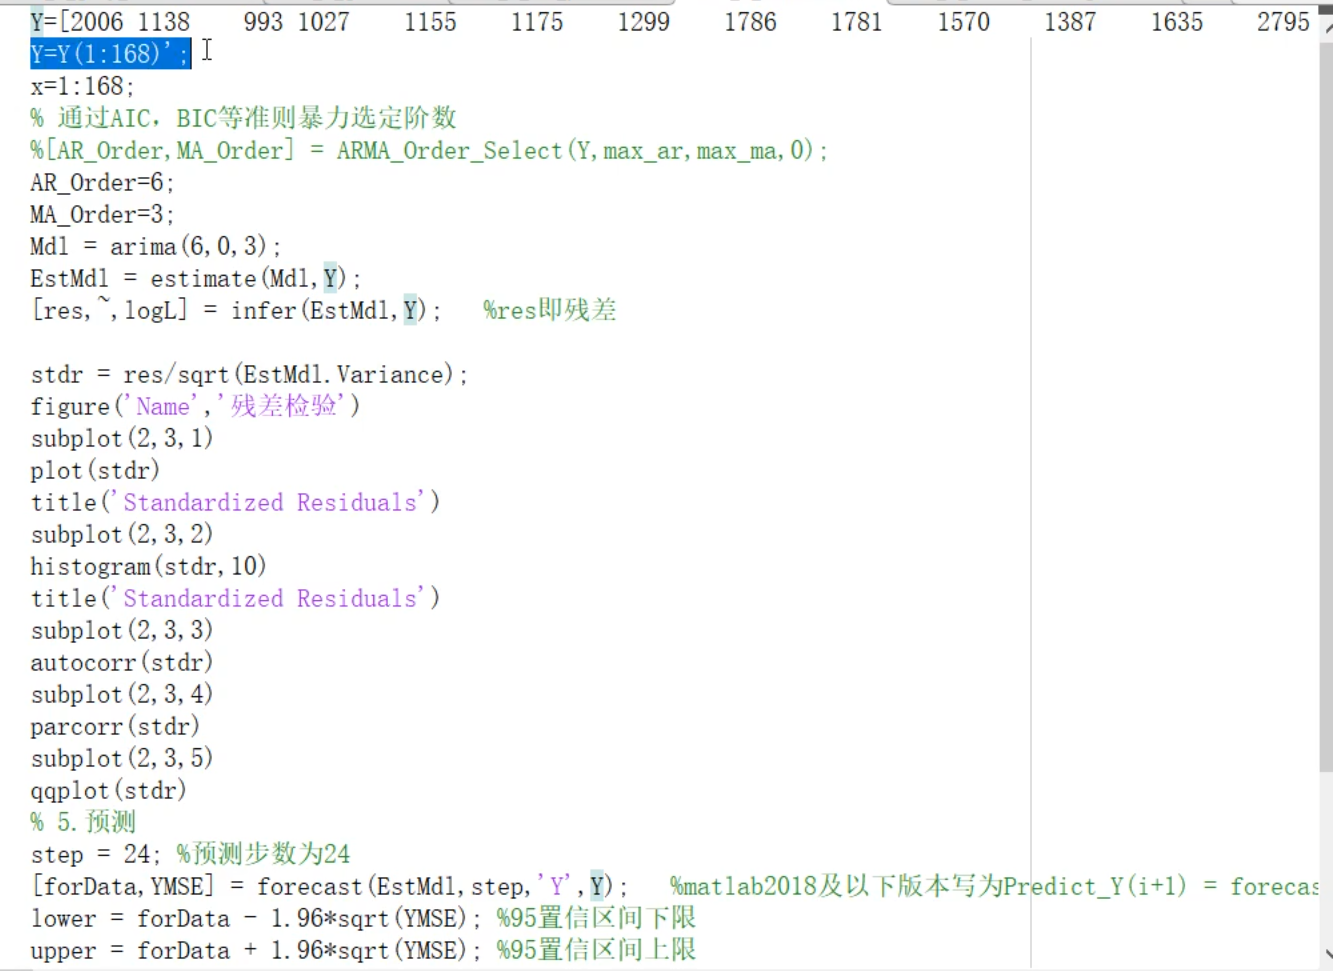 Y=[2006 1138 993 1027 1155 1175 1299 1786 1781 1570 1387 1635 2795
Y=Y(1:168)';
x=1:168;
% 通过AIC，BIC等准则暴力选定阶数
%[AR_Order,MA_Order] = ARMA_Order_Select(Y,max_ar,max_ma,0);
AR_Order=6;
MA_Order=3;
Mdl = arima(6,0,3);
EstMdl = estimate(Mdl,Y);
[res,~,logL] = infer(EstMdl,Y); %res即残差
stdr = res/sqrt(EstMdl.Variance);
figure('Name','残差检验')
subplot(2,3,1)
plot(stdr)
title('Standardized Residuals')
subplot(2,3,2)
histogram(stdr,10)
title('Standardized Residuals')
subplot(2,3,3)
autocorr(stdr)
subplot(2,3,4)
parcorr(stdr)
subplot(2,3,5)
qqplot(stdr)
% 5.预测
step = 24; %预测步数为24
[forData,YMSE] = forecast(EstMdl,step,'Y',Y); %matlab2018及以下版本写为Predict_Y(i+1) = forecas
lower = forData - 1.96*sqrt(YMSE); %95置信区间下限
upper = forData + 1.96*sqrt(YMSE); %95置信区间上限